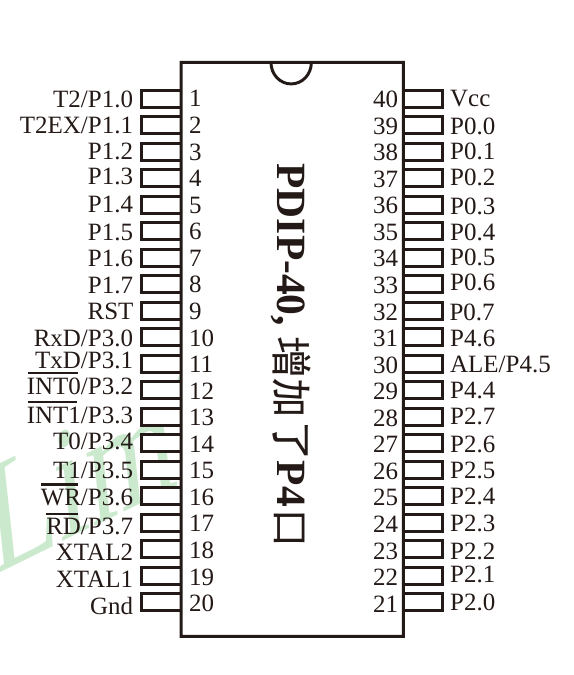 T2/P1.0 1 40 Vcc
T2EX/P1.1 2 39 P0.0
P1.2 3 38 P0.1
P1.3 4 37 P0.2
P1.4 5 36 P0.3
P1.5 6 35 P0.4
P1.6 7 34 P0.5
P1.7 8 33 P0.6
RST 9 32 P0.7
RxD/P3.0 10 31 P4.6
TxD/P3.1 11 30 ALE/P4.5
INT0/P3.2 12 29 P4.4
INT1/P3.3 13 28 P2.7
T0/P3.4 14 27 P2.6
T1/P3.5 15 26 P2.5
WR/P3.6 16 25 P2.4
RD/P3.7 17 24 P2.3
XTAL2 18 23 P2.2
XTAL1 19 22 P2.1
Gnd 20 21 P2.0
PDIP-40, 增加了P4口
Lin